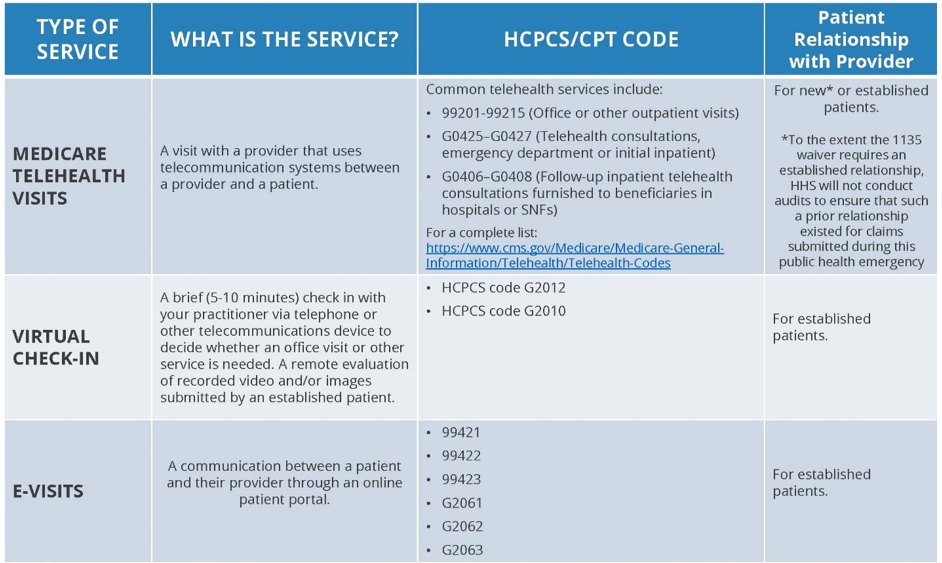 TYPE OF
SERVICE
WHAT IS THE SERVICE?
HCPCS/CPT CODE
Patient
Relationship
with Provider
MEDICARE
TELEHEALTH
VISITS
A visit with a provider that uses
telecommunication systems between
a provider and a patient.
Common telehealth services include:
• 99201-99215 (Office or other outpatient visits)
• G0425–G0427 (Telehealth consultations,
emergency department or initial inpatient)
• G0406–G0408 (Follow-up inpatient telehealth
consultations furnished to beneficiaries in
hospitals or SNFs)
For a complete list:
https://www.cms.gov/Medicare/Medicare-General-
Information/Telehealth/Telehealth-Codes
For new* or established
patients.
*To the extent the 1135
waiver requires an
established relationship,
HHS will not conduct
audits to ensure that such
a prior relationship
existed for claims
submitted during this
public health emergency
VIRTUAL
CHECK-IN
A brief (5-10 minutes) check in with
your practitioner via telephone or
other telecommunications device to
decide whether an office visit or other
service is needed. A remote evaluation
of recorded video and/or images
submitted by an established patient.
• HCPCS code G2012
• HCPCS code G2010
For established
patients.
E-VISITS
A communication between a patient
and their provider through an online
patient portal.
• 99421
• 99422
• 99423
• G2061
• G2062
• G2063
For established
patients.